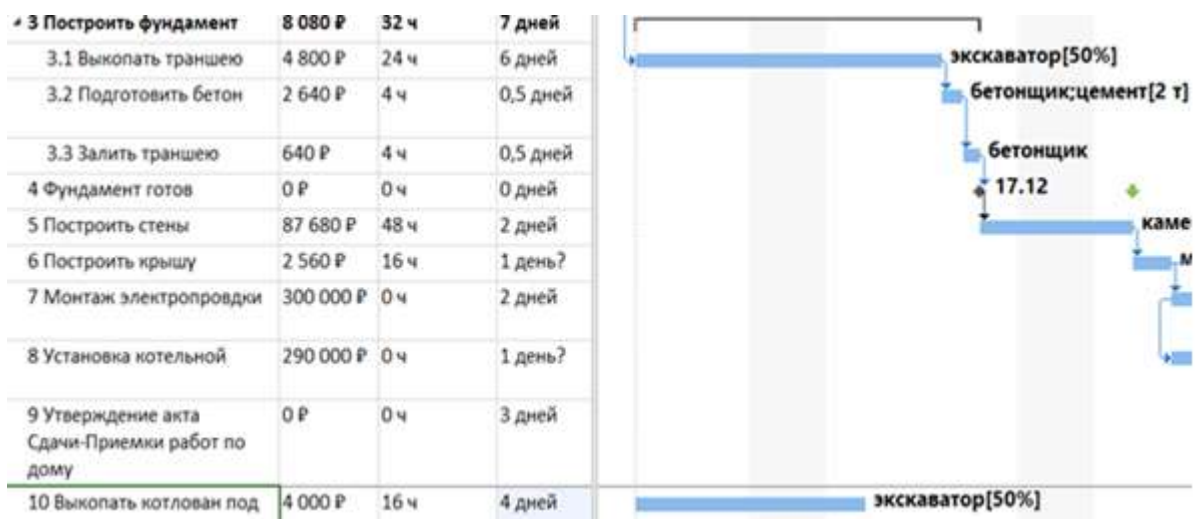 3 Построить фундамент 8 080 ₽ 32 ч 7 дней
3.1 Выкопать траншею 4 800 ₽ 24 ч 6 дней экскаватор[50%]
3.2 Подготовить бетон 2 640 ₽ 4 ч 0,5 дней бетонщик;цемент[2 т]
3.3 Залить траншею 640 ₽ 4 ч 0,5 дней бетонщик
4 Фундамент готов 0 ₽ 0 ч 0 дней 17.12
5 Построить стены 87 680 ₽ 48 ч 2 дней каме
6 Построить крышу 2 560 ₽ 16 ч 1 день? м
7 Монтаж электропровдки 300 000 ₽ 0 ч 2 дней
8 Установка котельной 290 000 ₽ 0 ч 1 день?
9 Утверждение акта 0 ₽ 0 ч 3 дней
Сдачи-Приемки работ по
дому
10 Выкопать котлован под 4 000 ₽ 16 ч 4 дней экскаватор[50%]